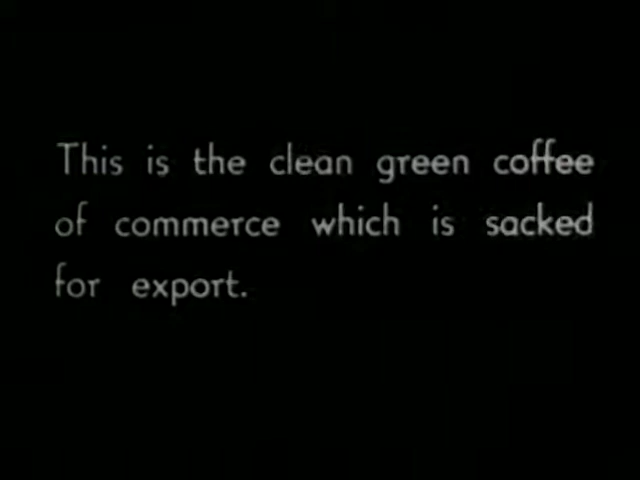 This is the clean green coffee
of commerce which is sacked
for export.